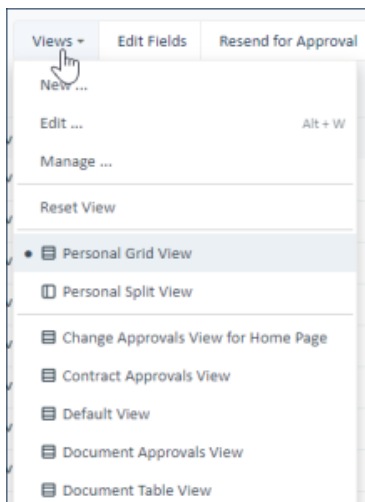 Views Edit Fields Resend for Approval
New ...
Edit ... Alt + W
Manage ...
Reset View
Personal Grid View
Personal Split View
Change Approvals View for Home Page
Contract Approvals View
Default View
Document Approvals View
Document Table View